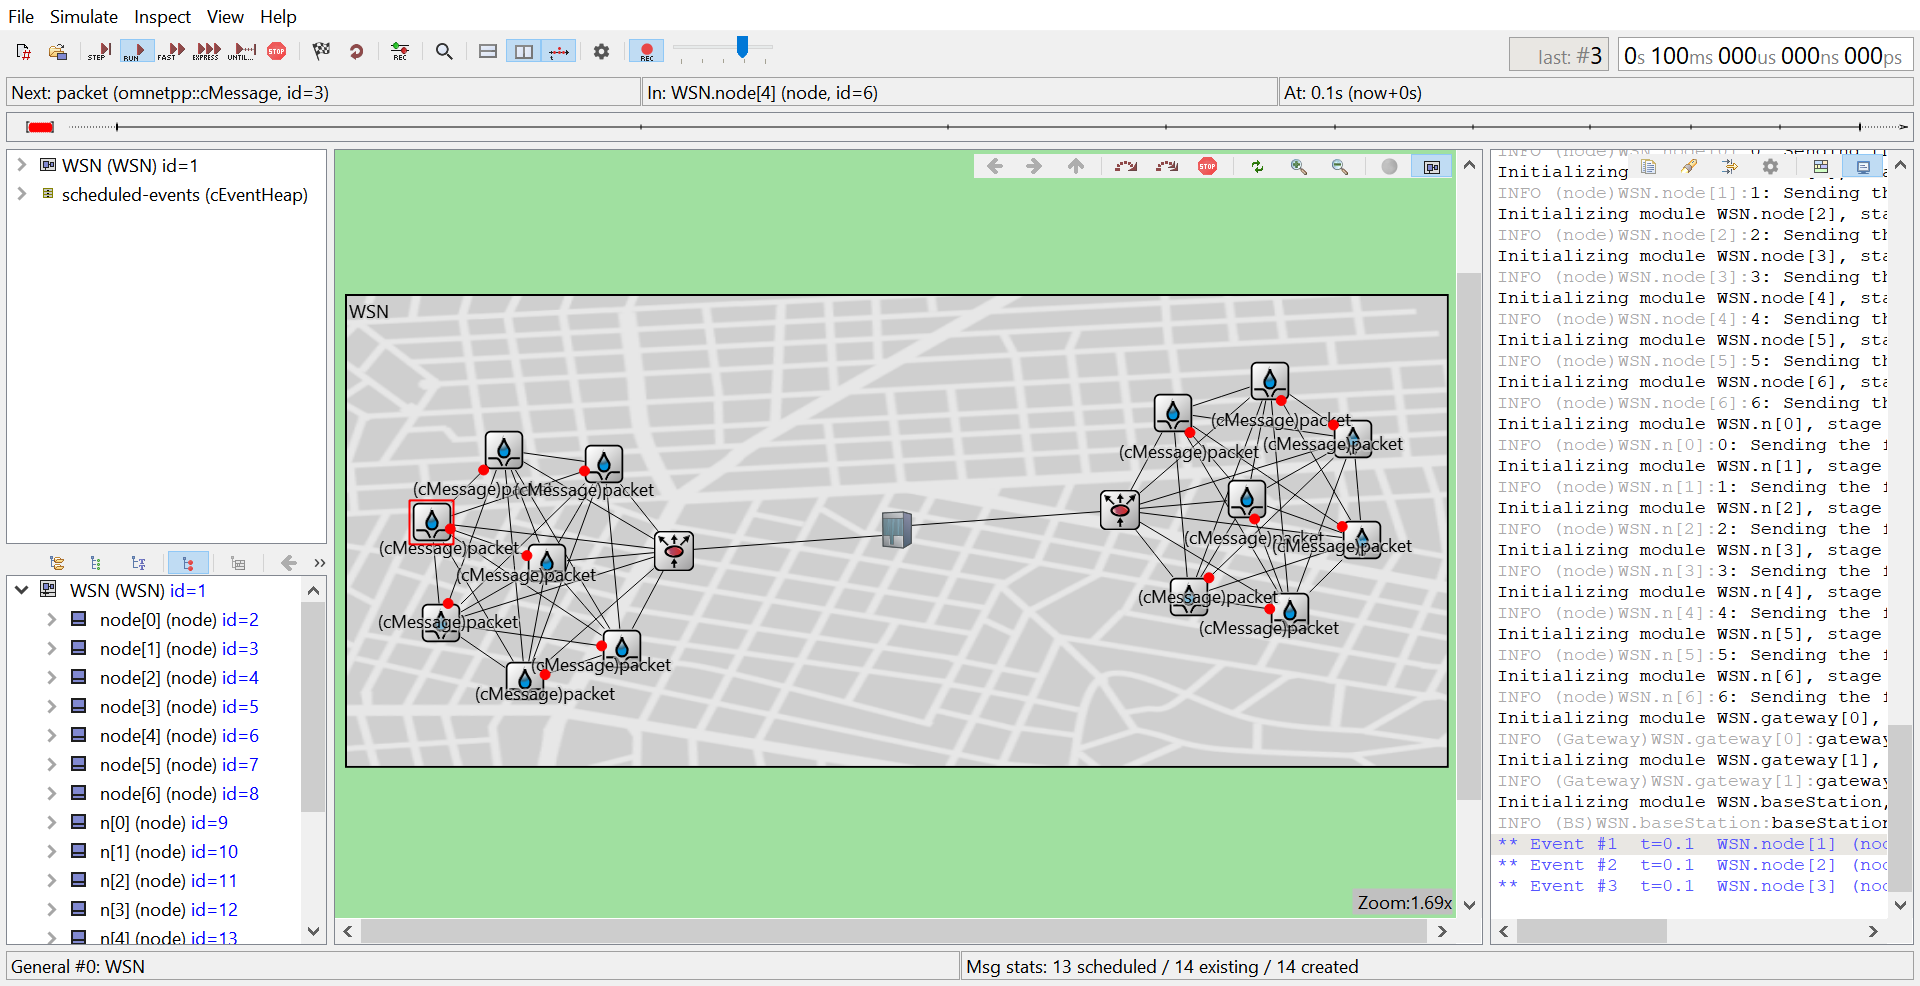 File Simulate Inspect View Help
STEP RUN FAST EXPRESS UNTIL... STOP REC REC last: #3 0s 100ms 000us 000ns 000ps
Next: packet (omnetpp::cMessage, id=3) In: WSN.node[4] (node, id=6) At: 0.1s (now+0s)
WSN (WSN) id=1
scheduled-events (cEventHeap)
WSN (WSN) id=1
node[0] (node) id=2
node[1] (node) id=3
node[2] (node) id=4
node[3] (node) id=5
node[4] (node) id=6
node[5] (node) id=7
node[6] (node) id=8
n[0] (node) id=9
n[1] (node) id=10
n[2] (node) id=11
n[3] (node) id=12
n[4] (node) id=13
STOP
WSN
(cMessage)packet
(cMessage)packet
(cMessage)packet
(cMessage)packet
(cMessage)packet
(cMessage)packet
(cMessage)packet
(cMessage)packet
(cMessage)packet
(cMessage)packet
(cMessage)packet
(cMessage)packet
(cMessage)packet
(cMessage)packet
Zoom:1.69x
Initializing
INFO (node)WSN.node[1]:1: Sending th
Initializing module WSN.node[2], sta
INFO (node)WSN.node[2]:2: Sending th
Initializing module WSN.node[3], sta
INFO (node)WSN.node[3]:3: Sending th
Initializing module WSN.node[4], sta
INFO (node)WSN.node[4]:4: Sending th
Initializing module WSN.node[5], sta
INFO (node)WSN.node[5]:5: Sending th
Initializing module WSN.node[6], sta
INFO (node)WSN.node[6]:6: Sending th
Initializing module WSN.n[0], stage
INFO (node)WSN.n[0]:0: Sending the f
Initializing module WSN.n[1], stage
INFO (node)WSN.n[1]:1: Sending the f
Initializing module WSN.n[2], stage
INFO (node)WSN.n[2]:2: Sending the f
Initializing module WSN.n[3], stage
INFO (node)WSN.n[3]:3: Sending the f
Initializing module WSN.n[4], stage
INFO (node)WSN.n[4]:4: Sending the f
Initializing module WSN.n[5], stage
INFO (node)WSN.n[5]:5: Sending the f
Initializing module WSN.n[6], stage
INFO (node)WSN.n[6]:6: Sending the f
Initializing module WSN.gateway[0],
INFO (Gateway)WSN.gateway[0]:gateway
Initializing module WSN.gateway[1],
INFO (Gateway)WSN.gateway[1]:gateway
Initializing module WSN.baseStation,
INFO (BS)WSN.baseStation:baseStation
** Event #1 t=0.1 WSN.node[1] (nod
** Event #2 t=0.1 WSN.node[2] (nod
** Event #3 t=0.1 WSN.node[3] (nod
General #0: WSN Msg stats: 13 scheduled / 14 existing / 14 created